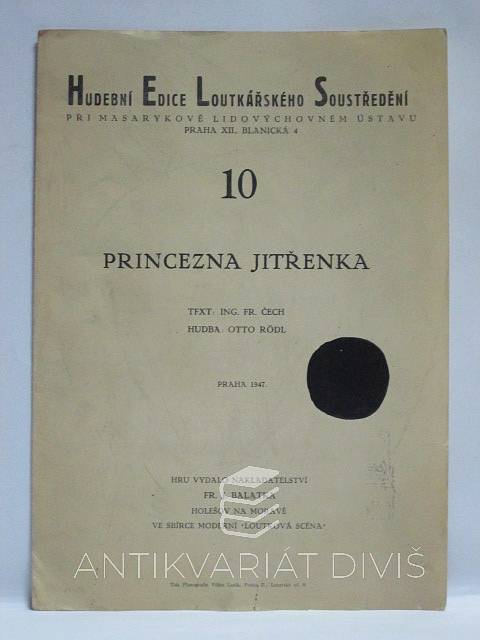 HUDEBNÍ EDICE LOUTKÁŘSKÉHO SOUSTŘEDĚNÍ
PŘI MASARYKOVĚ LIDOVÝCHOVNÉM ÚSTAVU
PRAHA XII, BLANICKÁ 4
10
PRINCEZNA JITŘENKA
TEXT: ING. FR. ČECH
HUDBA: OTTO RÖDL
PRAHA 1947.
HRU VYDALO NAKLADATELSTVÍ
FR. BALATKA
HOLEŠOV NA MORAVĚ
VE SBÍRCE MODERNÍ "LOUTKOVÁ SCÉNA"
ANTIKVARIÁT DIVIŠ